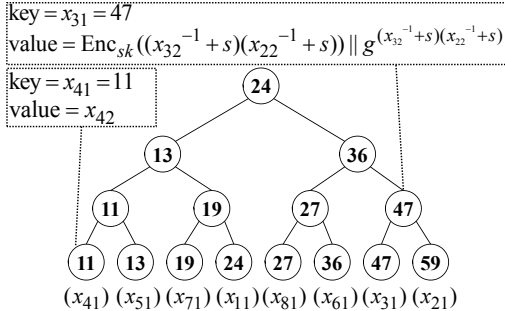 key = x₃₁ = 47
value = Enc_{sk}((x₃₂⁻¹ + s)(x₂₂⁻¹ + s)) || g^{(x₃₂⁻¹+s)(x₂₂⁻¹+s)}
key = x₄₁ = 11
value = x₄₂
24
13 36
11 19 27 47
11 13 19 24 27 36 47 59
(x₄₁) (x₅₁) (x₇₁) (x₁₁) (x₈₁) (x₆₁) (x₃₁) (x₂₁)